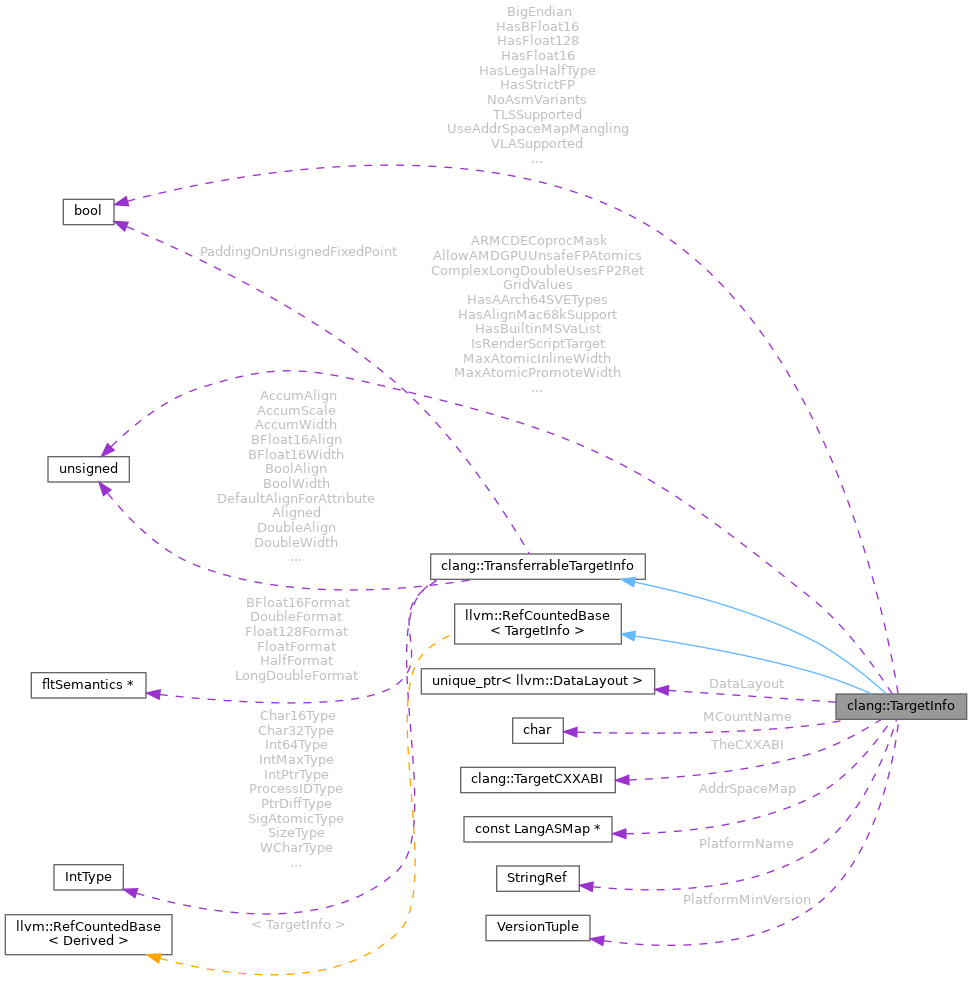 BigEndian
HasBFloat16
HasFloat128
HasFloat16
HasLegalHalfType
HasStrictFP
NoAsmVariants
TLSSupported
UseAddrSpaceMapMangling
VLASupported
...
bool
PaddingOnUnsignedFixedPoint
ARMCDECoprocMask
AllowAMDGPUUnsafeFPAtomics
ComplexLongDoubleUsesFP2Ret
GridValues
HasAArch64SVETypes
HasAlignMac68kSupport
HasBuiltinMSVaList
IsRenderScriptTarget
MaxAtomicInlineWidth
MaxAtomicPromoteWidth
...
unsigned
AccumAlign
AccumScale
AccumWidth
BFloat16Align
BFloat16Width
BoolAlign
BoolWidth
DefaultAlignForAttribute
Aligned
DoubleAlign
DoubleWidth
...
clang::TransferrableTargetInfo
llvm::RefCountedBase
< TargetInfo >
BFloat16Format
DoubleFormat
Float128Format
FloatFormat
HalfFormat
LongDoubleFormat
fltSemantics *
unique_ptr< llvm::DataLayout >
DataLayout
clang::TargetInfo
char
MCountName
TheCXXABI
clang::TargetCXXABI
AddrSpaceMap
const LangASMap *
Char16Type
Char32Type
Int64Type
IntMaxType
IntPtrType
ProcessIDType
PtrDiffType
SigAtomicType
SizeType
WCharType
...
PlatformName
IntType
StringRef
PlatformMinVersion
llvm::RefCountedBase
< Derived >
< TargetInfo >
VersionTuple